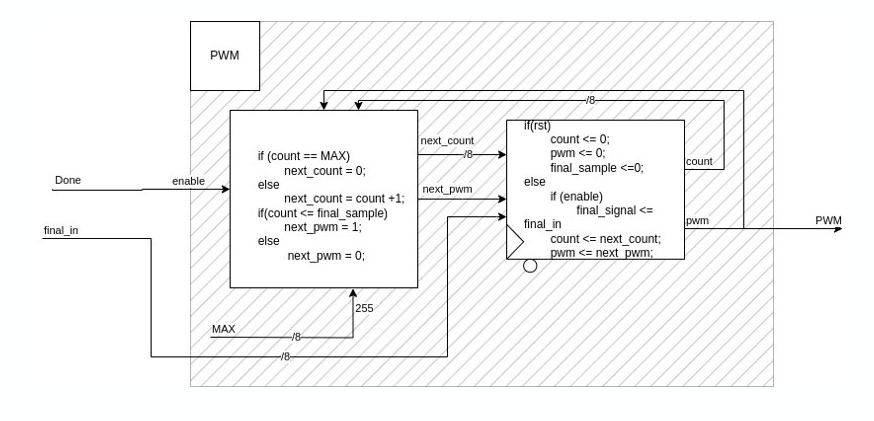 PWM
/8
if (count == MAX)
next_count = 0;
else
next_count = count +1;
if(count <= final_sample)
next_pwm = 1;
else
next_pwm = 0;
next_count
/8
next_pwm
if(rst)
count <= 0;
pwm <= 0;
final_sample <=0;
else
if (enable)
final_signal <=
final_in
count <= next_count;
pwm <= next_pwm;
count
pwm
PWM
Done
enable
final_in
255
MAX
/8
/8